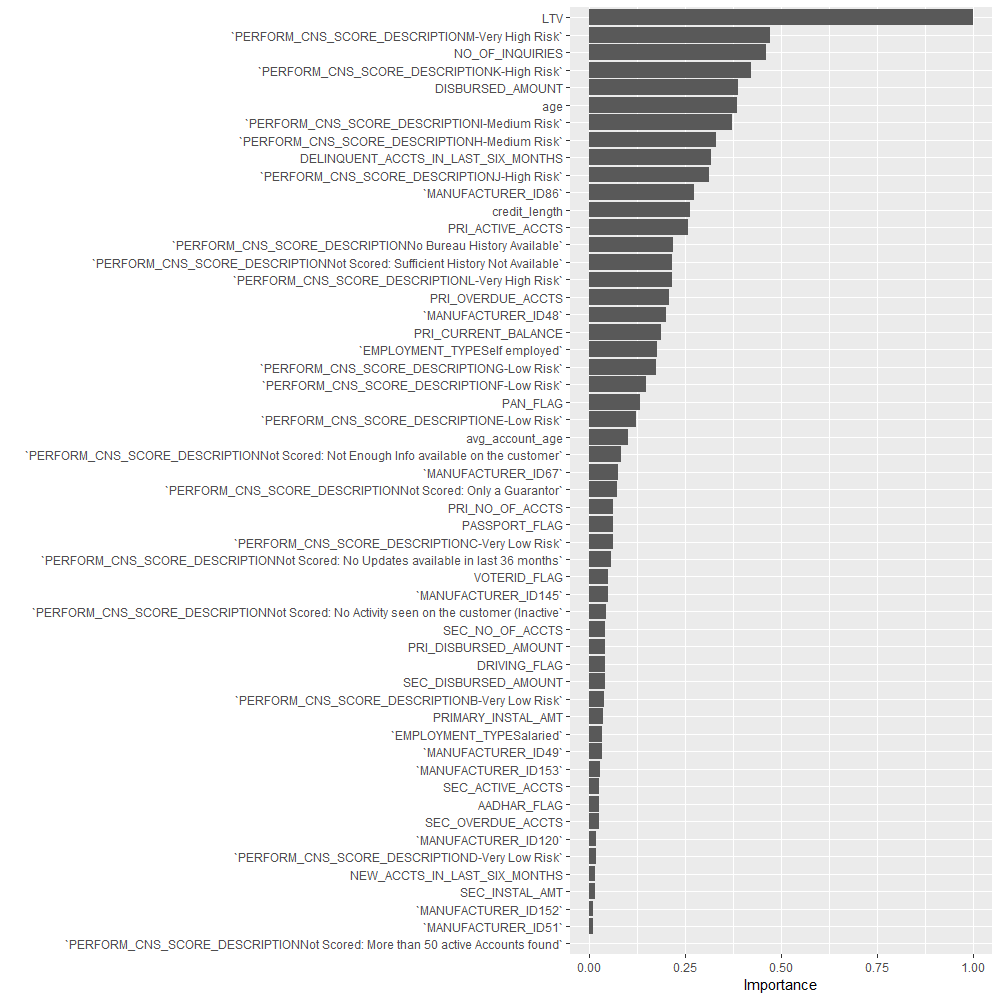 LTV
`PERFORM_CNS_SCORE_DESCRIPTIONM-Very High Risk`
NO_OF_INQUIRIES
`PERFORM_CNS_SCORE_DESCRIPTIONK-High Risk`
DISBURSED_AMOUNT
age
`PERFORM_CNS_SCORE_DESCRIPTIONI-Medium Risk`
`PERFORM_CNS_SCORE_DESCRIPTIONH-Medium Risk`
DELINQUENT_ACCTS_IN_LAST_SIX_MONTHS
`PERFORM_CNS_SCORE_DESCRIPTIONJ-High Risk`
`MANUFACTURER_ID86`
credit_length
PRI_ACTIVE_ACCTS
`PERFORM_CNS_SCORE_DESCRIPTIONNo Bureau History Available`
`PERFORM_CNS_SCORE_DESCRIPTIONNot Scored: Sufficient History Not Available`
`PERFORM_CNS_SCORE_DESCRIPTIONL-Very High Risk`
PRI_OVERDUE_ACCTS
`MANUFACTURER_ID48`
PRI_CURRENT_BALANCE
`EMPLOYMENT_TYPESelf employed`
`PERFORM_CNS_SCORE_DESCRIPTIONG-Low Risk`
`PERFORM_CNS_SCORE_DESCRIPTIONF-Low Risk`
PAN_FLAG
`PERFORM_CNS_SCORE_DESCRIPTIONE-Low Risk`
avg_account_age
`PERFORM_CNS_SCORE_DESCRIPTIONNot Scored: Not Enough Info available on the customer`
`MANUFACTURER_ID67`
`PERFORM_CNS_SCORE_DESCRIPTIONNot Scored: Only a Guarantor`
PRI_NO_OF_ACCTS
PASSPORT_FLAG
`PERFORM_CNS_SCORE_DESCRIPTIONC-Very Low Risk`
`PERFORM_CNS_SCORE_DESCRIPTIONNot Scored: No Updates available in last 36 months`
VOTERID_FLAG
`MANUFACTURER_ID145`
`PERFORM_CNS_SCORE_DESCRIPTIONNot Scored: No Activity seen on the customer (Inactive`
SEC_NO_OF_ACCTS
PRI_DISBURSED_AMOUNT
DRIVING_FLAG
SEC_DISBURSED_AMOUNT
`PERFORM_CNS_SCORE_DESCRIPTIONB-Very Low Risk`
PRIMARY_INSTAL_AMT
`EMPLOYMENT_TYPESalaried`
`MANUFACTURER_ID49`
`MANUFACTURER_ID153`
SEC_ACTIVE_ACCTS
AADHAR_FLAG
SEC_OVERDUE_ACCTS
`MANUFACTURER_ID120`
`PERFORM_CNS_SCORE_DESCRIPTIOND-Very Low Risk`
NEW_ACCTS_IN_LAST_SIX_MONTHS
SEC_INSTAL_AMT
`MANUFACTURER_ID152`
`MANUFACTURER_ID51`
`PERFORM_CNS_SCORE_DESCRIPTIONNot Scored: More than 50 active Accounts found`
0.00 0.25 0.50 0.75 1.00
Importance